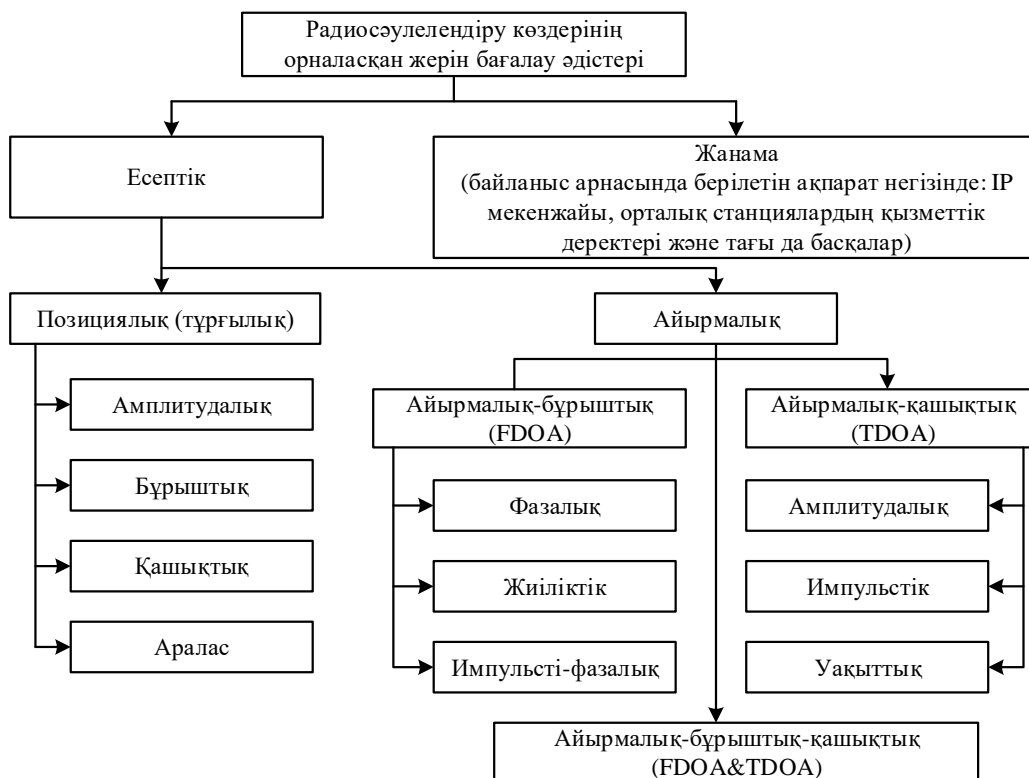 Радиосәулелендіру көздерінің
орналасқан жерін бағалау әдістері
Есептік
Жанама
(байланыс арнасында берілетін ақпарат негізінде: IP
мекенжайы, орталық станциялардың қызметтік
деректері және тағы да басқалар)
Позициялық (тұрғылық)
Айырмалық
Амплитудалық
Бұрыштық
Қашықтық
Аралас
Айырмалық-бұрыштық
(FDOA)
Фазалық
Жиіліктік
Импульсті-фазалық
Айырмалық-қашықтық
(TDOA)
Амплитудалық
Импульстік
Уақыттық
Айырмалық-бұрыштық-қашықтық
(FDOA&TDOA)